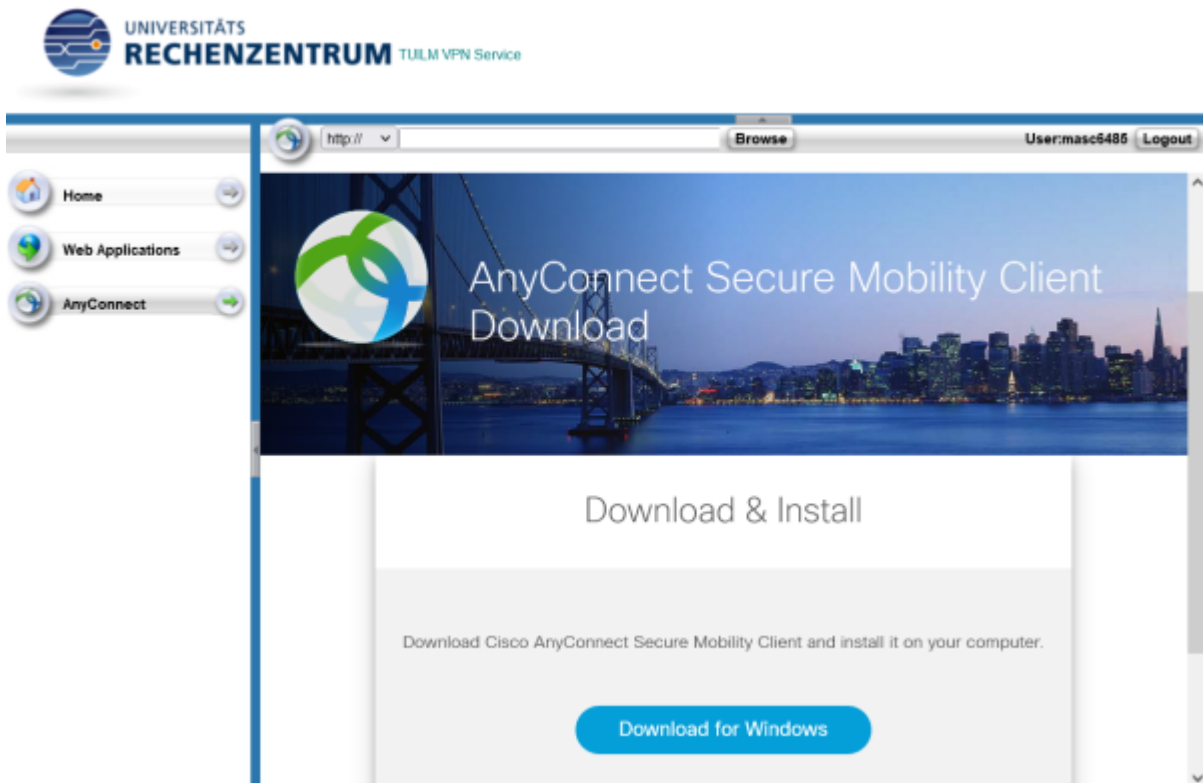 UNIVERSITÄTS
RECHENZENTRUM TUILM VPN Service
http:// Browse User:masc6485 Logout
Home
Web Applications
AnyConnect
AnyConnect Secure Mobility Client
Download
Download & Install
Download Cisco AnyConnect Secure Mobility Client and install it on your computer.
Download for Windows